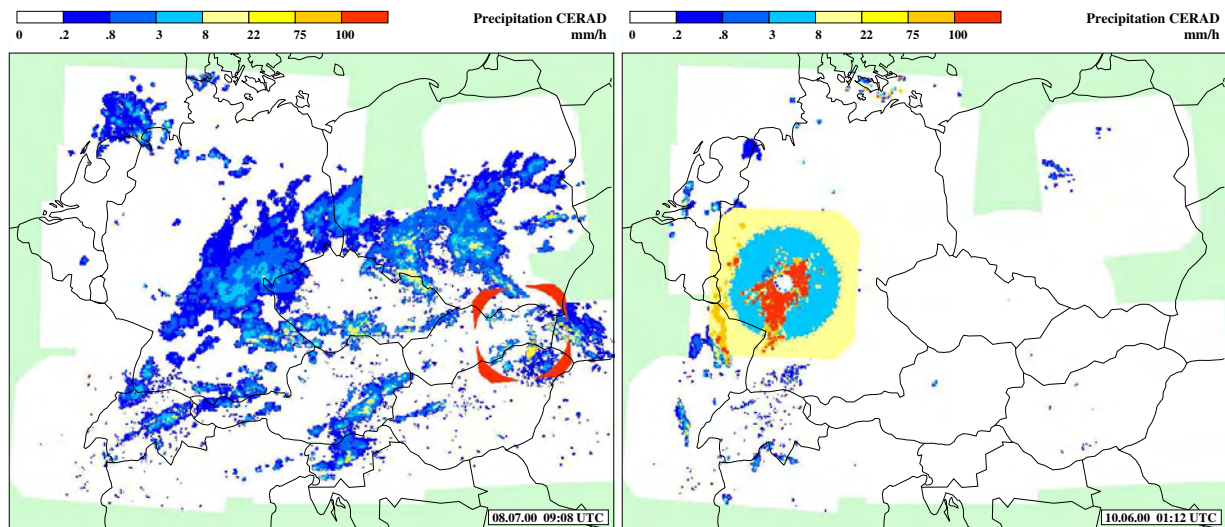 Precipitation CERAD
0 .2 .8 3 8 22 75 100 mm/h
08.07.00 09:08 UTC
Precipitation CERAD
0 .2 .8 3 8 22 75 100 mm/h
10.06.00 01:12 UTC